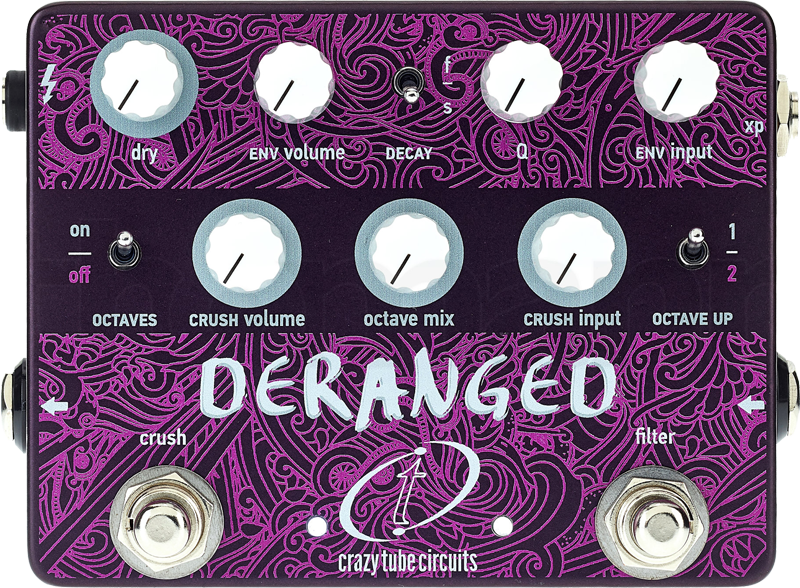 f
s
xp
dry
ENV volume
DECAY
Q
ENV input
on
off
1
2
OCTAVES
CRUSH volume
octave mix
CRUSH input
OCTAVE UP
DERANGED
crush
filter
crazy tube circuits